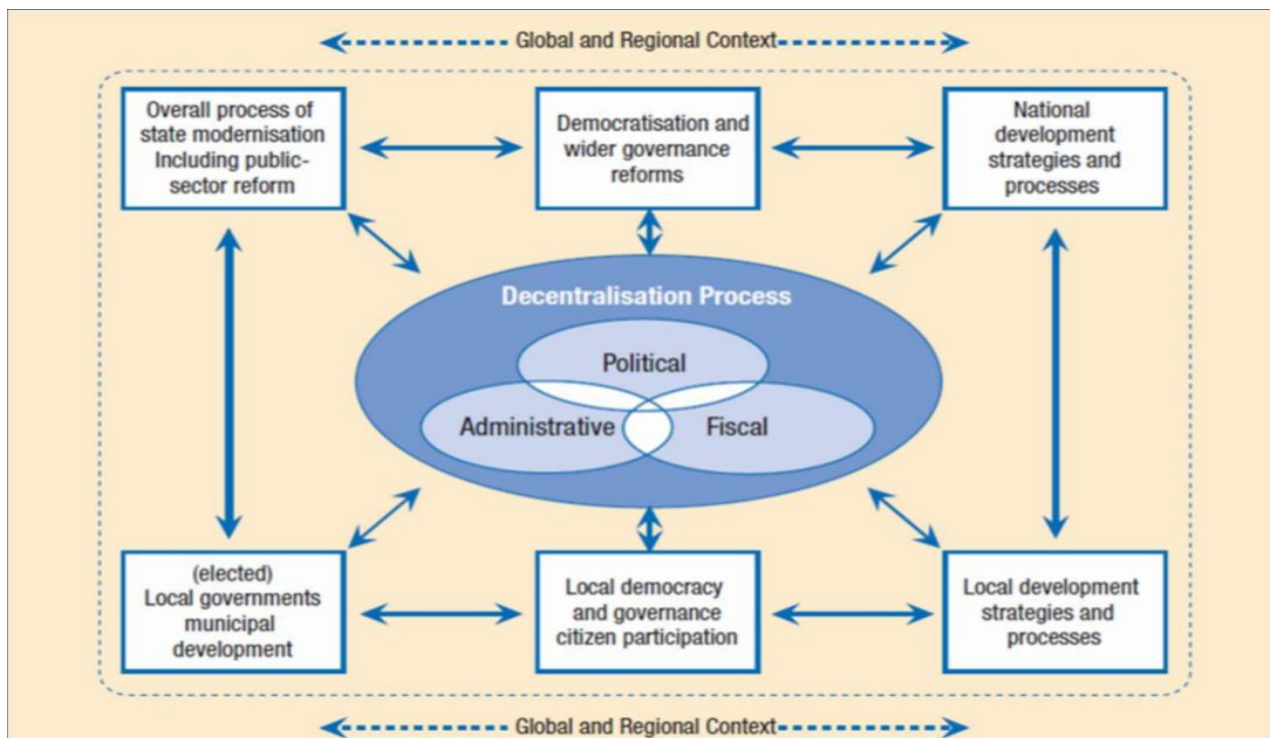 Global and Regional Context
Overall process of
state modernisation
Including public-
sector reform
Democratisation and
wider governance
reforms
National
development
strategies and
processes
Decentralisation Process
Political
Administrative
Fiscal
(elected)
Local governments
municipal
development
Local democracy
and governance
citizen participation
Local development
strategies and
processes
Global and Regional Context